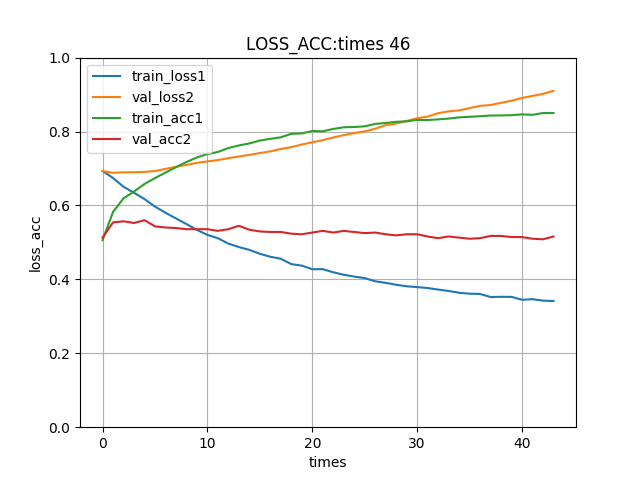 LOSS_ACC:times 46
train_loss1
val_loss2
train_acc1
val_acc2
1.0
0.8
0.6
0.4
0.2
0.0
loss_acc
0 10 20 30 40
times